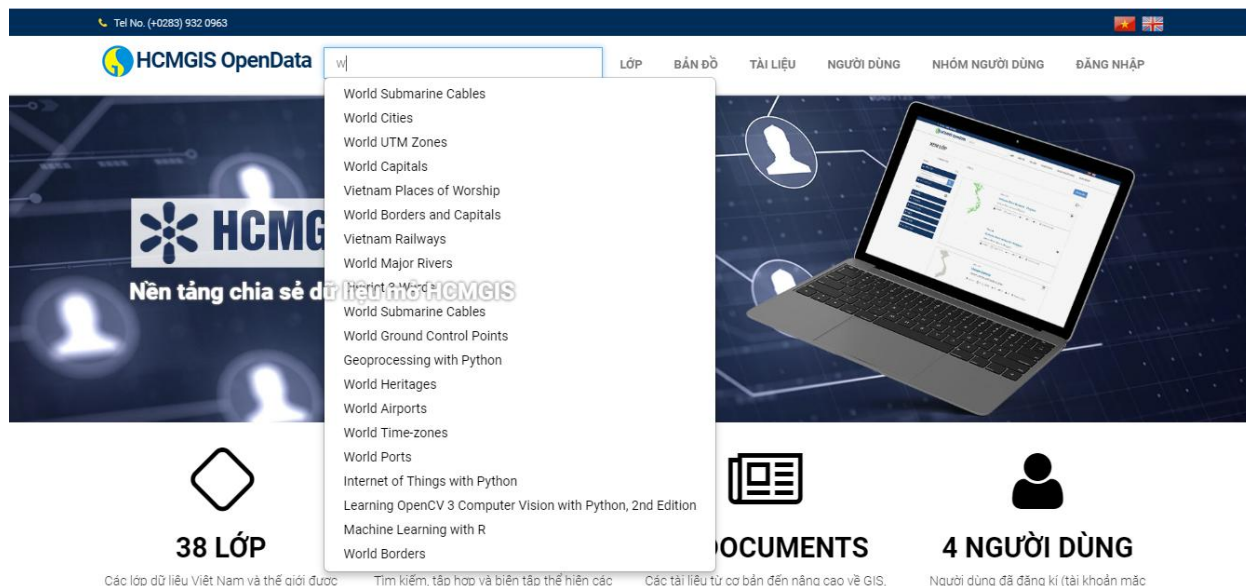 Tel No. (+0283) 932 0963
HCMGIS OpenData
w
LỚP BẢN ĐỒ TÀI LIỆU NGƯỜI DÙNG NHÓM NGƯỜI DÙNG ĐĂNG NHẬP
World Submarine Cables
World Cities
World UTM Zones
World Capitals
Vietnam Places of Worship
World Borders and Capitals
Vietnam Railways
World Major Rivers
World Submarine Cables
World Ground Control Points
Geoprocessing with Python
World Heritages
World Airports
World Time-zones
World Ports
Internet of Things with Python
Learning OpenCV 3 Computer Vision with Python, 2nd Edition
Machine Learning with R
World Borders
HCMG
Nền tảng chia sẻ dữ liệu mở HCMGIS
38 LỚP
Các lớp dữ liệu Việt Nam và thế giới được
Tìm kiếm, tập hợp và biên tập thể hiện các
OCUMENTS
Các tài liệu từ cơ bản đến nâng cao về GIS,
4 NGƯỜI DÙNG
Người dùng đã đăng kí (tài khoản mặc